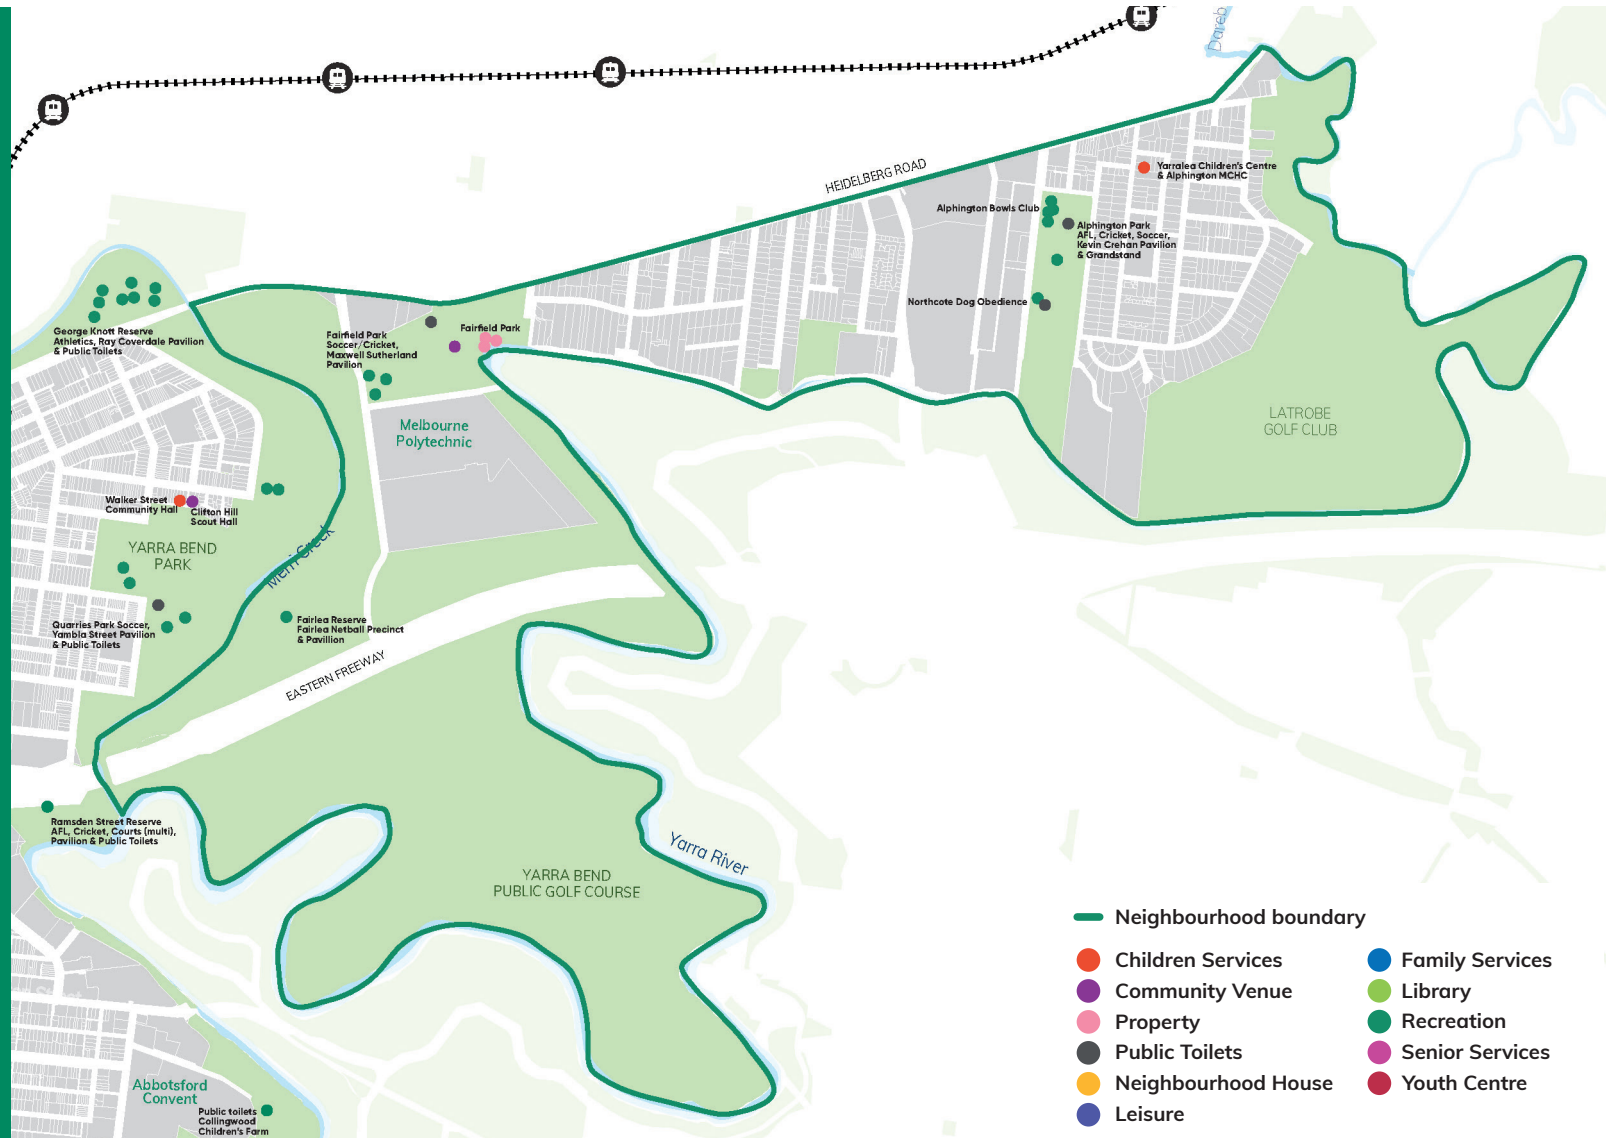 Dareb
HEIDELBERG ROAD
Yarralea Children's Centre
& Alphington MCHC
Alphington Bowls Club
Alphington Park
AFL, Cricket, Soccer,
Kevin Crehan Pavilion
& Grandstand
Northcote Dog Obedience
George Knott Reserve
Athletics, Ray Coverdale Pavilion
& Public Toilets
Fairfield Park
Soccer/Cricket,
Maxwell Sutherland
Pavilion
Fairfield Park
Melbourne
Polytechnic
LATROBE
GOLF CLUB
Walker Street
Community Hall
Clifton Hill
Scout Hall
YARRA BEND
PARK
Merri Creek
Quarries Park Soccer,
Yambla Street Pavilion
& Public Toilets
Fairlea Reserve
Fairlea Netball Precinct
& Pavillion
EASTERN FREEWAY
Ramsden Street Reserve
AFL, Cricket, Courts (multi),
Pavilion & Public Toilets
Yarra River
YARRA BEND
PUBLIC GOLF COURSE
Abbotsford
Convent
Public toilets
Collingwood
Children's Farm
Neighbourhood boundary
Children Services
Community Venue
Property
Public Toilets
Neighbourhood House
Leisure
Family Services
Library
Recreation
Senior Services
Youth Centre